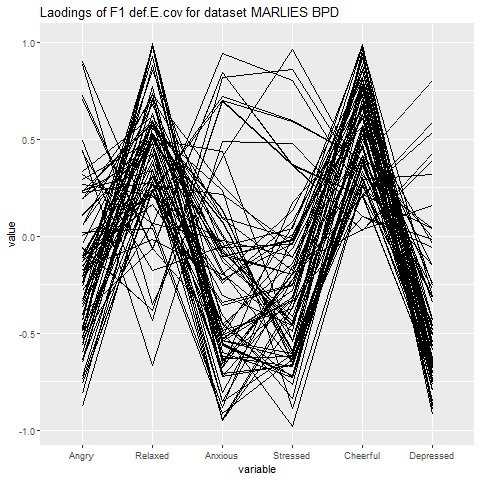 Laodings of F1 def.E.cov for dataset MARLIES BPD
1.0
0.5
0.0
-0.5
-1.0
value
Angry Relaxed Anxious Stressed Cheerful Depressed
variable